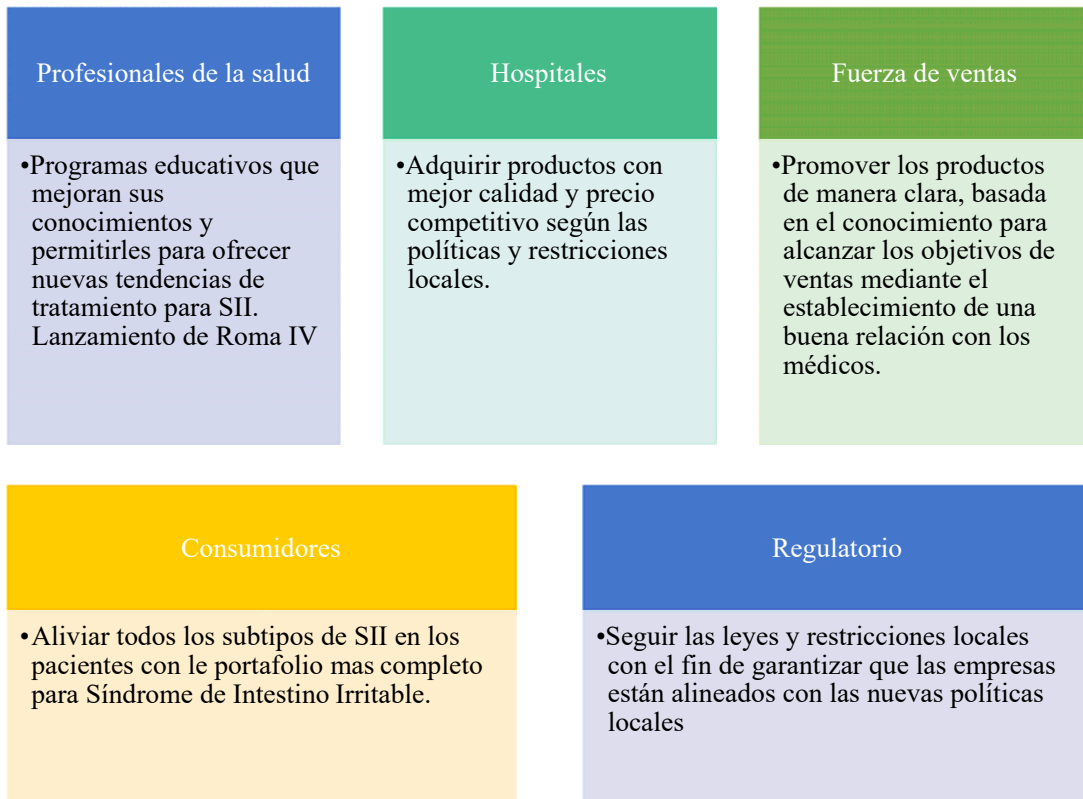 Profesionales de la salud
•Programas educativos que
mejoran sus
conocimientos y
permitirles para ofrecer
nuevas tendencias de
tratamiento para SII.
Lanzamiento de Roma IV
Hospitales
•Adquirir productos con
mejor calidad y precio
competitivo según las
políticas y restricciones
locales.
Fuerza de ventas
•Promover los productos
de manera clara, basada
en el conocimiento para
alcanzar los objetivos de
ventas mediante el
establecimiento de una
buena relación con los
médicos.
Consumidores
•Aliviar todos los subtipos de SII en los
pacientes con le portafolio mas completo
para Síndrome de Intestino Irritable.
Regulatorio
•Seguir las leyes y restricciones locales
con el fin de garantizar que las empresas
están alineados con las nuevas políticas
locales